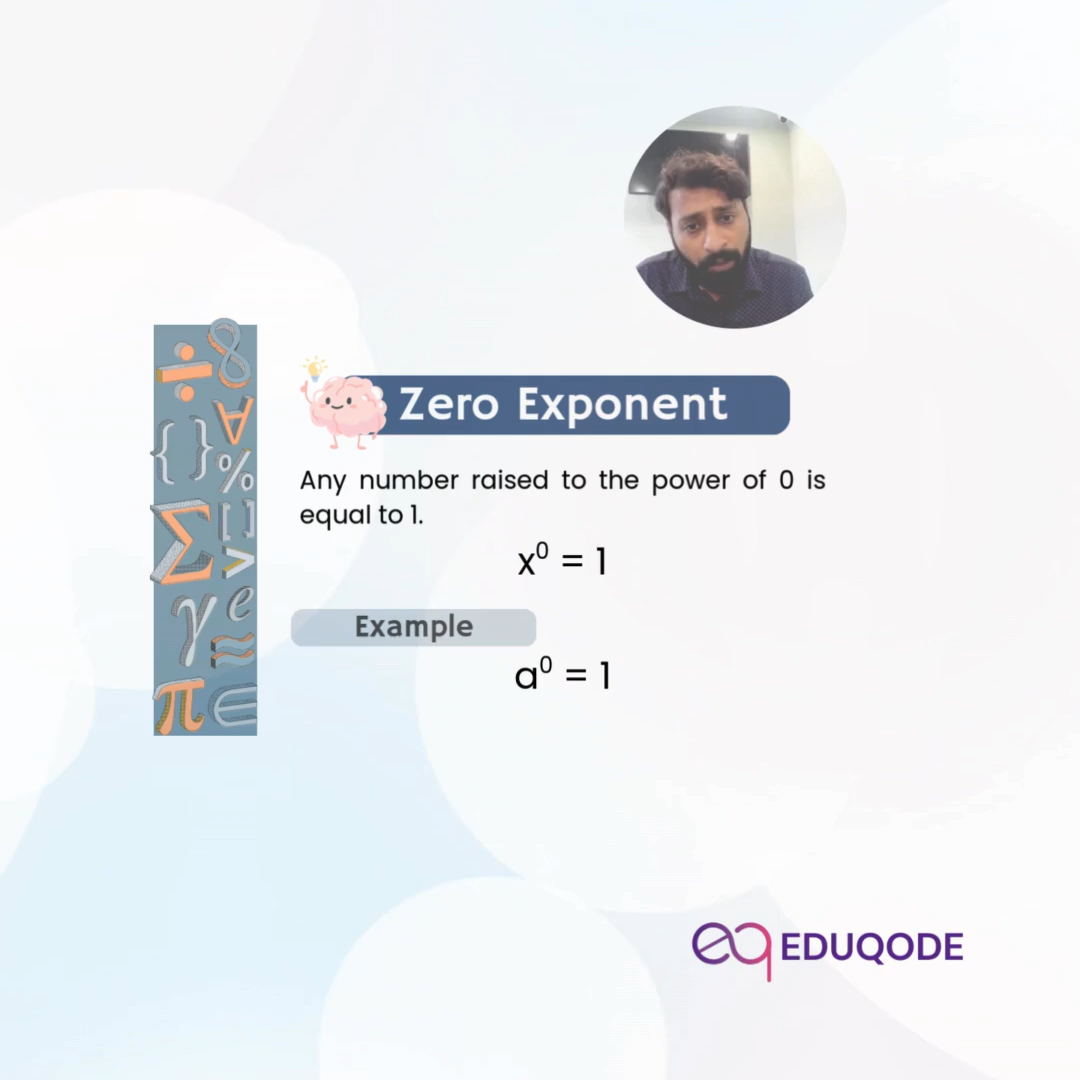 Zero Exponent
Any number raised to the power of 0 is
equal to 1.
x⁰ = 1
Example
a⁰ = 1
eq EDUQODE